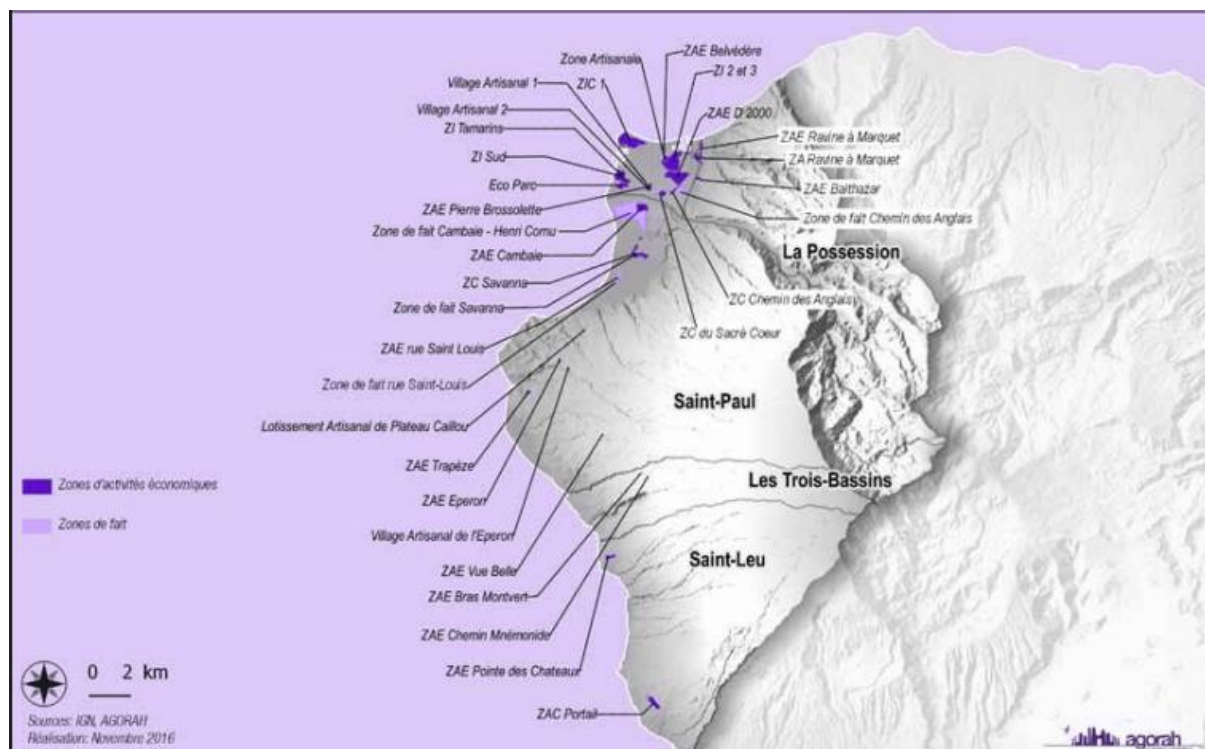 ZAE Belvédère
Zone Artisanale
ZI 2 et 3
Village Artisanal 1
ZIC 1
Village Artisanal 2
ZAE D 2000
ZI Tamarins
ZAE Ravine à Marquet
ZI Sud
ZA Ravine à Marquet
Eco Parc
ZAE Balthazar
ZAE Pierre Brossolette
Zone de fait Chemin des Anglais
Zone de fait Cambaie - Henri Cornu
ZAE Cambaie
La Possession
ZC Savanna
ZC Chemin des Anglais
Zone de fait Savanna
ZC du Sacré Coeur
ZAE rue Saint Louis
Zone de fait rue Saint-Louis
Saint-Paul
Lotissement Artisanal de Plateau Caillou
ZAE Trapèze
Les Trois-Bassins
Zones d'activités économiques
ZAE Eperon
Zones de fait
Village Artisanal de l'Eperon
Saint-Leu
ZAE Vue Belle
ZAE Bras Montvert
ZAE Chemin Mnémonide
ZAE Pointe des Chateaux
0 2 km
ZAC Portail
Sources: IGN, AGORAH
Réalisation: Novembre 2016
agorah